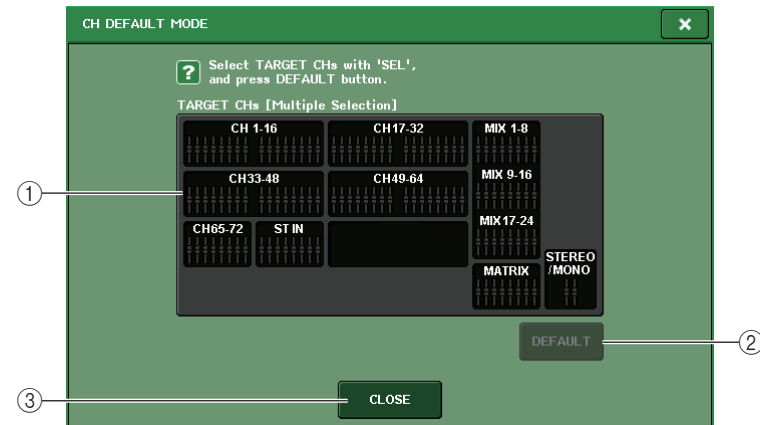 CH DEFAULT MODE
×
?
Select TARGET CHs with 'SEL',
and press DEFAULT button.
TARGET CHs [Multiple Selection]
CH 1-16
CH17-32
MIX 1-8
CH33-48
CH49-64
MIX 9-16
CH65-72
ST IN
MIX17-24
MATRIX
STEREO
/MONO
DEFAULT
CLOSE
①
②
③